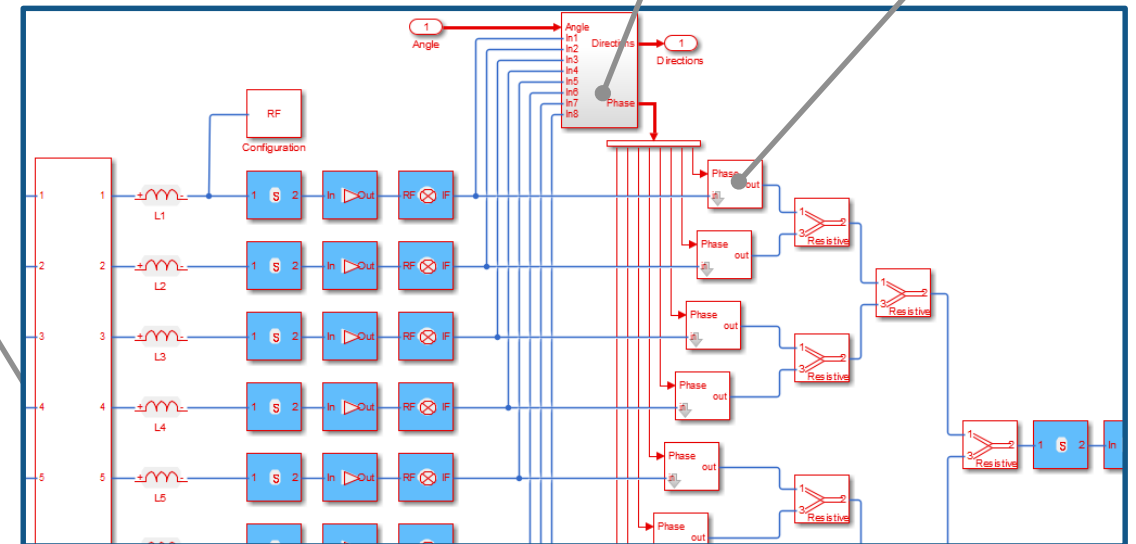 1
Angle
Angle
In1
In2
In3
In4
In5
In6
In7
In8
Directions
Phase
1
Directions
RF
Configuration
1 1 + - L1 1 S 2 In Out RF IF Phase out
1 2 3 Resistive
2 2 + - L2 1 S 2 In Out RF IF Phase out
1 2 3 Resistive
3 3 + - L3 1 S 2 In Out RF IF Phase out
1 2 3 Resistive
4 4 + - L4 1 S 2 In Out RF IF Phase out
1 2 3 Resistive 1 S 2 In
5 5 + - L5 1 S 2 In Out RF IF Phase out
1 2 3 Resistive
Phase out